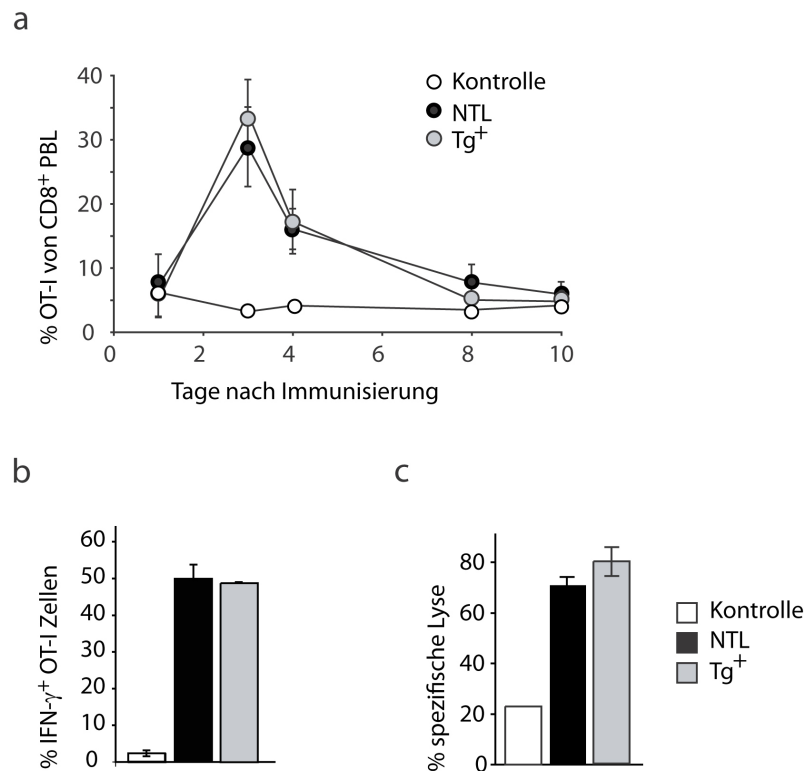 a
% OT-I von CD8⁺ PBL
40
30
20
10
0
0 2 4 6 8 10
Tage nach Immunisierung
Kontrolle
NTL
Tg⁺
b
% IFN-γ⁺ OT-I Zellen
60
50
40
30
20
10
0
c
% spezifische Lyse
80
60
40
20
0
Kontrolle
NTL
Tg⁺